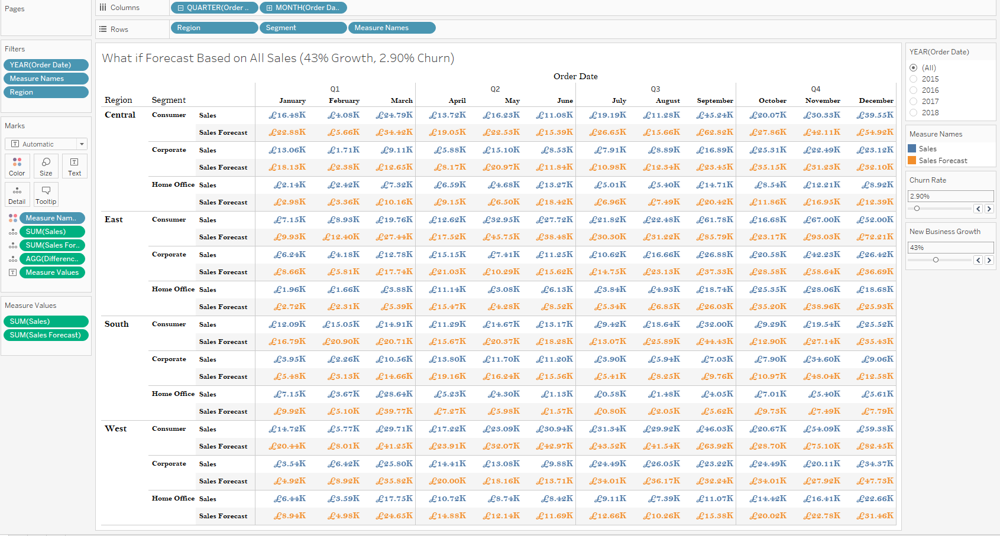 Pages
Columns QUARTER(Order .. MONTH(Order Da..
Rows Region Segment Measure Names
Filters
YEAR(Order Date)
Measure Names
Region
Marks
Automatic
Color Size Text
Detail Tooltip
Measure Nam..
SUM(Sales)
SUM(Sales For..
AGG(Differenc..
Measure Values
Measure Values
SUM(Sales)
SUM(Sales Forecast)
What if Forecast Based on All Sales (43% Growth, 2.90% Churn)
Order Date
Q1 Q2 Q3 Q4
Region Segment January February March April May June July August September October November December
Central Consumer Sales £16.48K £4.08K £24.79K £13.72K £16.23K £11.08K £19.19K £11.28K £45.24K £20.07K £30.33K £39.55K
Sales Forecast £22.88K £5.66K £34.42K £19.05K £22.53K £15.39K £26.65K £15.66K £62.82K £27.86K £42.11K £54.92K
Corporate Sales £13.06K £1.71K £9.11K £5.88K £15.10K £8.53K £7.91K £8.89K £16.89K £25.31K £22.49K £23.12K
Sales Forecast £18.13K £2.38K £12.65K £8.17K £20.97K £11.84K £10.98K £12.34K £23.45K £35.15K £31.23K £32.10K
Home Office Sales £2.14K £2.42K £7.32K £6.59K £4.68K £13.27K £5.01K £5.40K £14.71K £8.54K £12.21K £8.92K
Sales Forecast £2.98K £3.36K £10.16K £9.15K £6.50K £18.42K £6.96K £7.49K £20.42K £11.86K £16.95K £12.39K
East Consumer Sales £7.15K £8.93K £19.76K £12.62K £32.95K £27.72K £21.82K £22.48K £61.78K £16.68K £67.00K £52.00K
Sales Forecast £9.93K £12.40K £27.44K £17.52K £45.75K £38.48K £30.30K £31.22K £85.79K £23.17K £93.03K £72.21K
Corporate Sales £6.24K £4.18K £12.78K £15.15K £7.41K £11.25K £10.62K £16.66K £26.88K £20.58K £42.23K £26.42K
Sales Forecast £8.66K £5.81K £17.74K £21.03K £10.29K £15.62K £14.75K £23.13K £37.33K £28.58K £58.64K £36.69K
Home Office Sales £1.96K £1.66K £3.88K £11.14K £3.08K £6.13K £3.84K £4.93K £18.74K £25.35K £28.06K £18.68K
Sales Forecast £2.72K £2.31K £5.39K £15.47K £4.28K £8.52K £5.34K £6.85K £26.03K £35.20K £38.96K £25.93K
South Consumer Sales £12.09K £15.05K £14.91K £11.29K £14.67K £13.17K £9.42K £18.64K £32.00K £9.29K £19.54K £25.52K
Sales Forecast £16.79K £20.90K £20.71K £15.67K £20.37K £18.28K £13.07K £25.89K £44.43K £12.90K £27.14K £35.43K
Corporate Sales £3.95K £2.26K £10.56K £13.80K £11.70K £11.20K £3.90K £5.94K £7.03K £7.90K £34.60K £9.06K
Sales Forecast £5.48K £3.13K £14.66K £19.16K £16.24K £15.56K £5.41K £8.25K £9.76K £10.97K £48.04K £12.58K
Home Office Sales £7.15K £3.67K £28.64K £5.23K £4.30K £1.13K £0.58K £1.48K £4.05K £7.01K £5.40K £5.61K
Sales Forecast £9.92K £5.10K £39.77K £7.27K £5.98K £1.57K £0.80K £2.05K £5.62K £9.73K £7.49K £7.79K
West Consumer Sales £14.72K £5.77K £29.71K £17.22K £23.09K £30.94K £31.34K £29.92K £46.03K £20.67K £54.09K £59.38K
Sales Forecast £20.44K £8.01K £41.25K £23.91K £32.07K £42.97K £43.52K £41.54K £63.92K £28.70K £75.10K £82.45K
Corporate Sales £3.54K £6.42K £25.80K £14.41K £13.08K £9.88K £24.49K £26.05K £23.22K £24.49K £20.11K £34.37K
Sales Forecast £4.92K £8.92K £35.82K £20.00K £18.16K £13.71K £34.01K £36.17K £32.24K £34.01K £27.92K £47.73K
Home Office Sales £6.44K £3.59K £17.75K £10.72K £8.74K £8.42K £9.11K £7.39K £11.07K £14.42K £16.41K £22.66K
Sales Forecast £8.94K £4.98K £24.65K £14.88K £12.14K £11.69K £12.66K £10.26K £15.38K £20.02K £22.78K £31.46K
YEAR(Order Date)
(All)
2015
2016
2017
2018
Measure Names
Sales
Sales Forecast
Churn Rate
2.90%
New Business Growth
43%